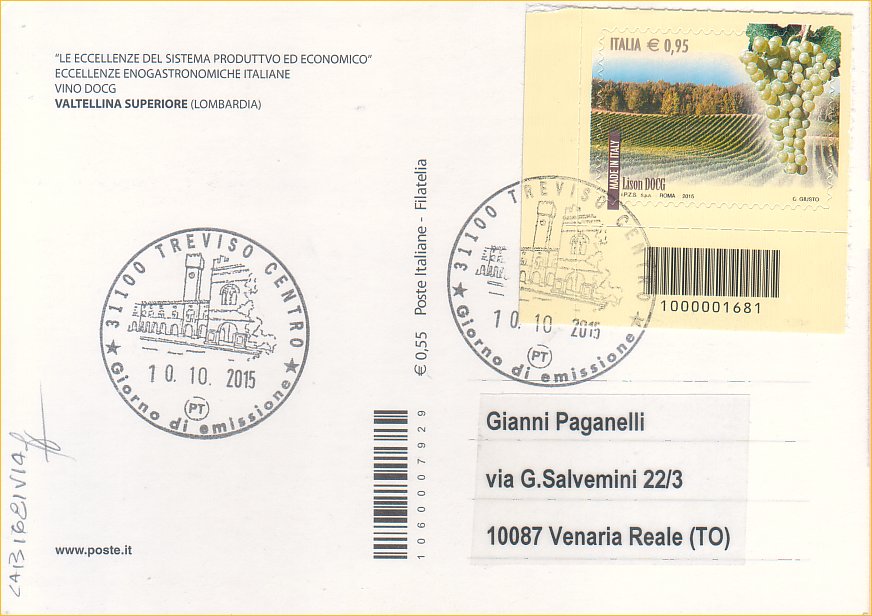 "LE ECCELLENZE DEL SISTEMA PRODUTTVO ED ECONOMICO"
ECCELLENZE ENOGASTRONOMICHE ITALIANE
VINO DOCG
VALTELLINA SUPERIORE (LOMBARDIA)
ITALIA € 0,95
MADE IN ITALY
Lison DOCG
I.P.Z.S. S.p.A. ROMA 2015
G. GIUSTO
1000001681
31100 TREVISO CENTRO
10. 10. 2015
PT
Giorno di emissione
31100 TREVISO CENTRO
10. 10. 2015
PT
Giorno di emissione
€ 0,55 Poste Italiane - Filatelia
106000007929
Gianni Paganelli
via G.Salvemini 22/3
10087 Venaria Reale (TO)
www.poste.it